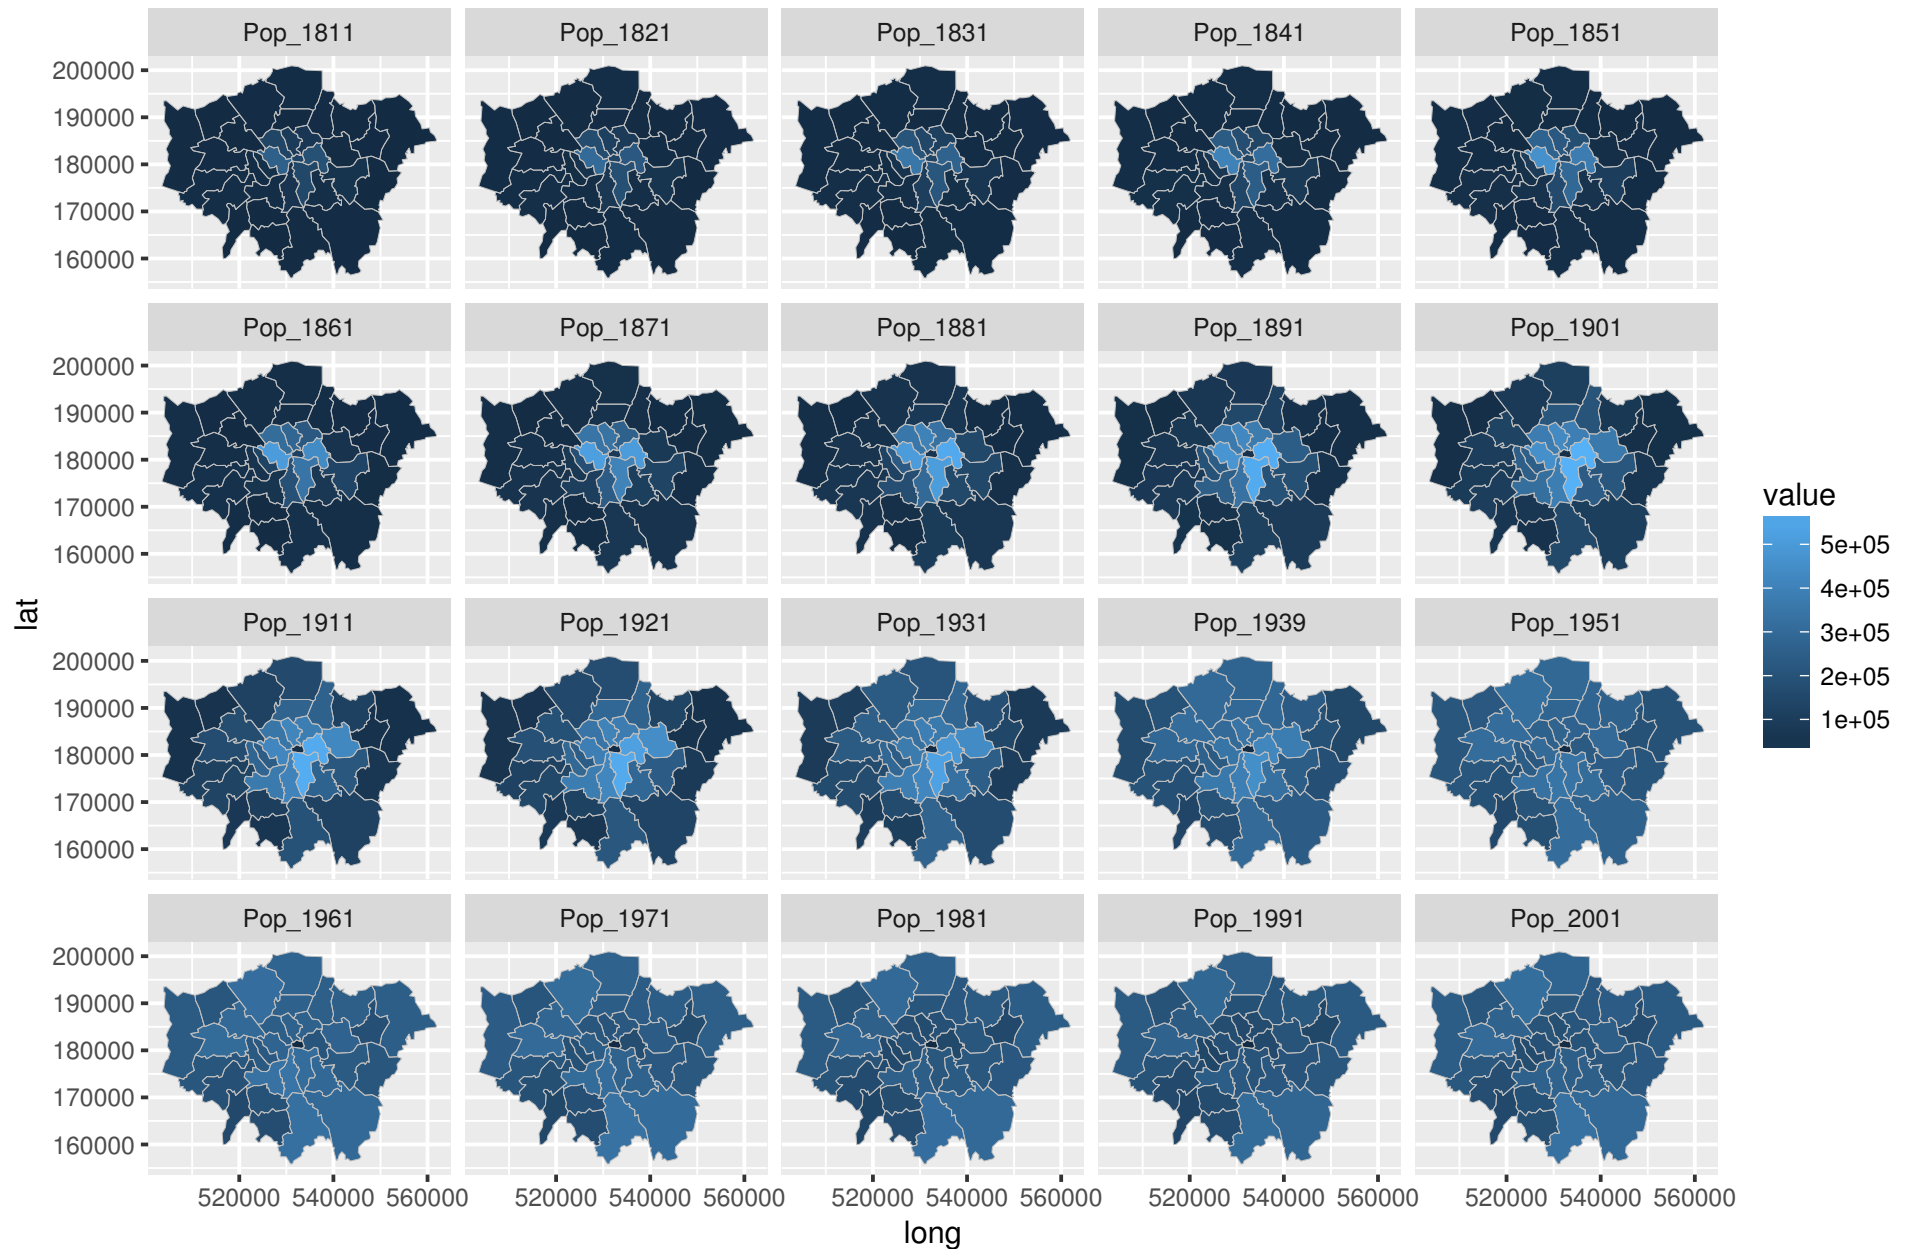 Pop_1811 Pop_1821 Pop_1831 Pop_1841 Pop_1851
200000
190000
180000
170000
160000
Pop_1861 Pop_1871 Pop_1881 Pop_1891 Pop_1901
200000
190000
180000
170000
160000
Pop_1911 Pop_1921 Pop_1931 Pop_1939 Pop_1951
200000
190000
180000
170000
160000
Pop_1961 Pop_1971 Pop_1981 Pop_1991 Pop_2001
200000
190000
180000
170000
160000
520000 540000 560000 520000 540000 560000 520000 540000 560000 520000 540000 560000 520000 540000 560000
long
lat
value
5e+05
4e+05
3e+05
2e+05
1e+05